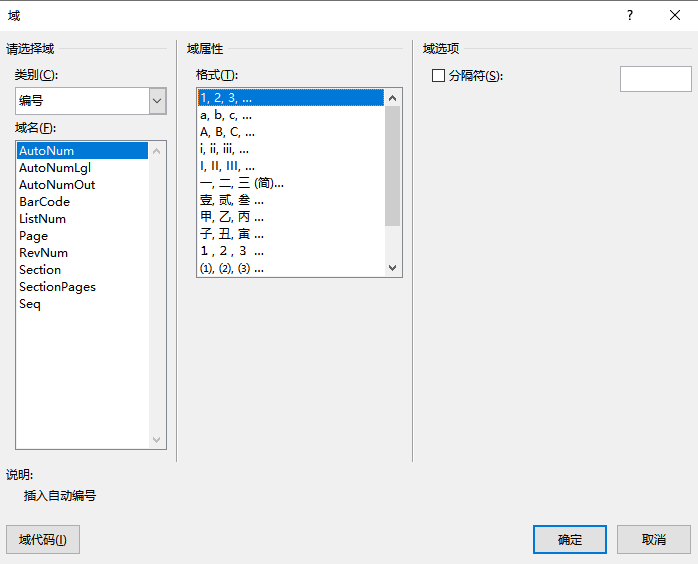 域
?
请选择域
类别(C):
编号
域名(F):
AutoNum
AutoNumLgl
AutoNumOut
BarCode
ListNum
Page
RevNum
Section
SectionPages
Seq
域属性
格式(T):
1, 2, 3, ...
a, b, c, ...
A, B, C, ...
i, ii, iii, ...
I, II, III, ...
一, 二, 三 (简)...
壹, 贰, 叁 ...
甲, 乙, 丙 ...
子, 丑, 寅 ...
１, ２, ３ ...
⑴, ⑵, ⑶ ...
域选项
分隔符(S):
说明:
插入自动编号
域代码(I)
确定
取消